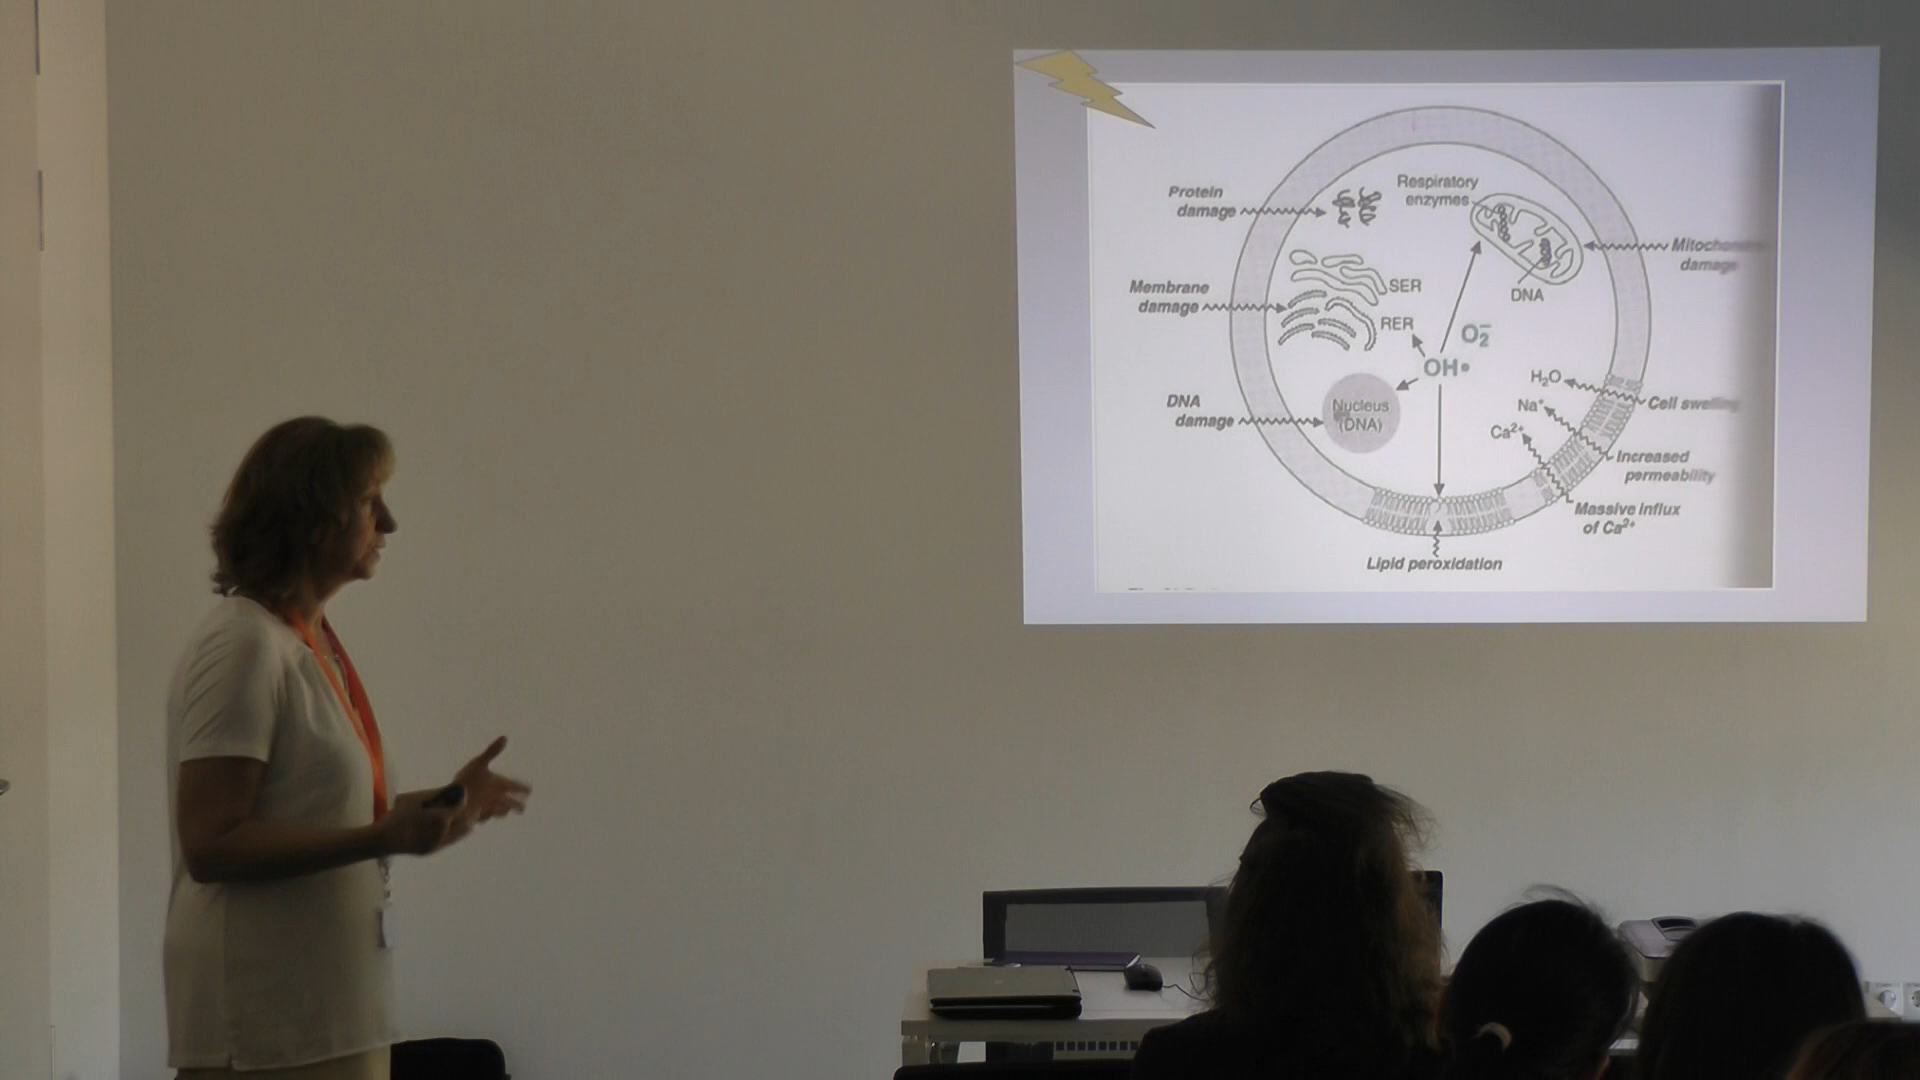 Protein
damage
Respiratory
enzymes
damage
DNA
Membrane
damage
SER
RER
O₂⁻
OH•
DNA
damage
Nucleus
(DNA)
H₂O
Na⁺
Ca²⁺
Cell swelling
Increased
permeability
Massive influx
of Ca²⁺
Lipid peroxidation